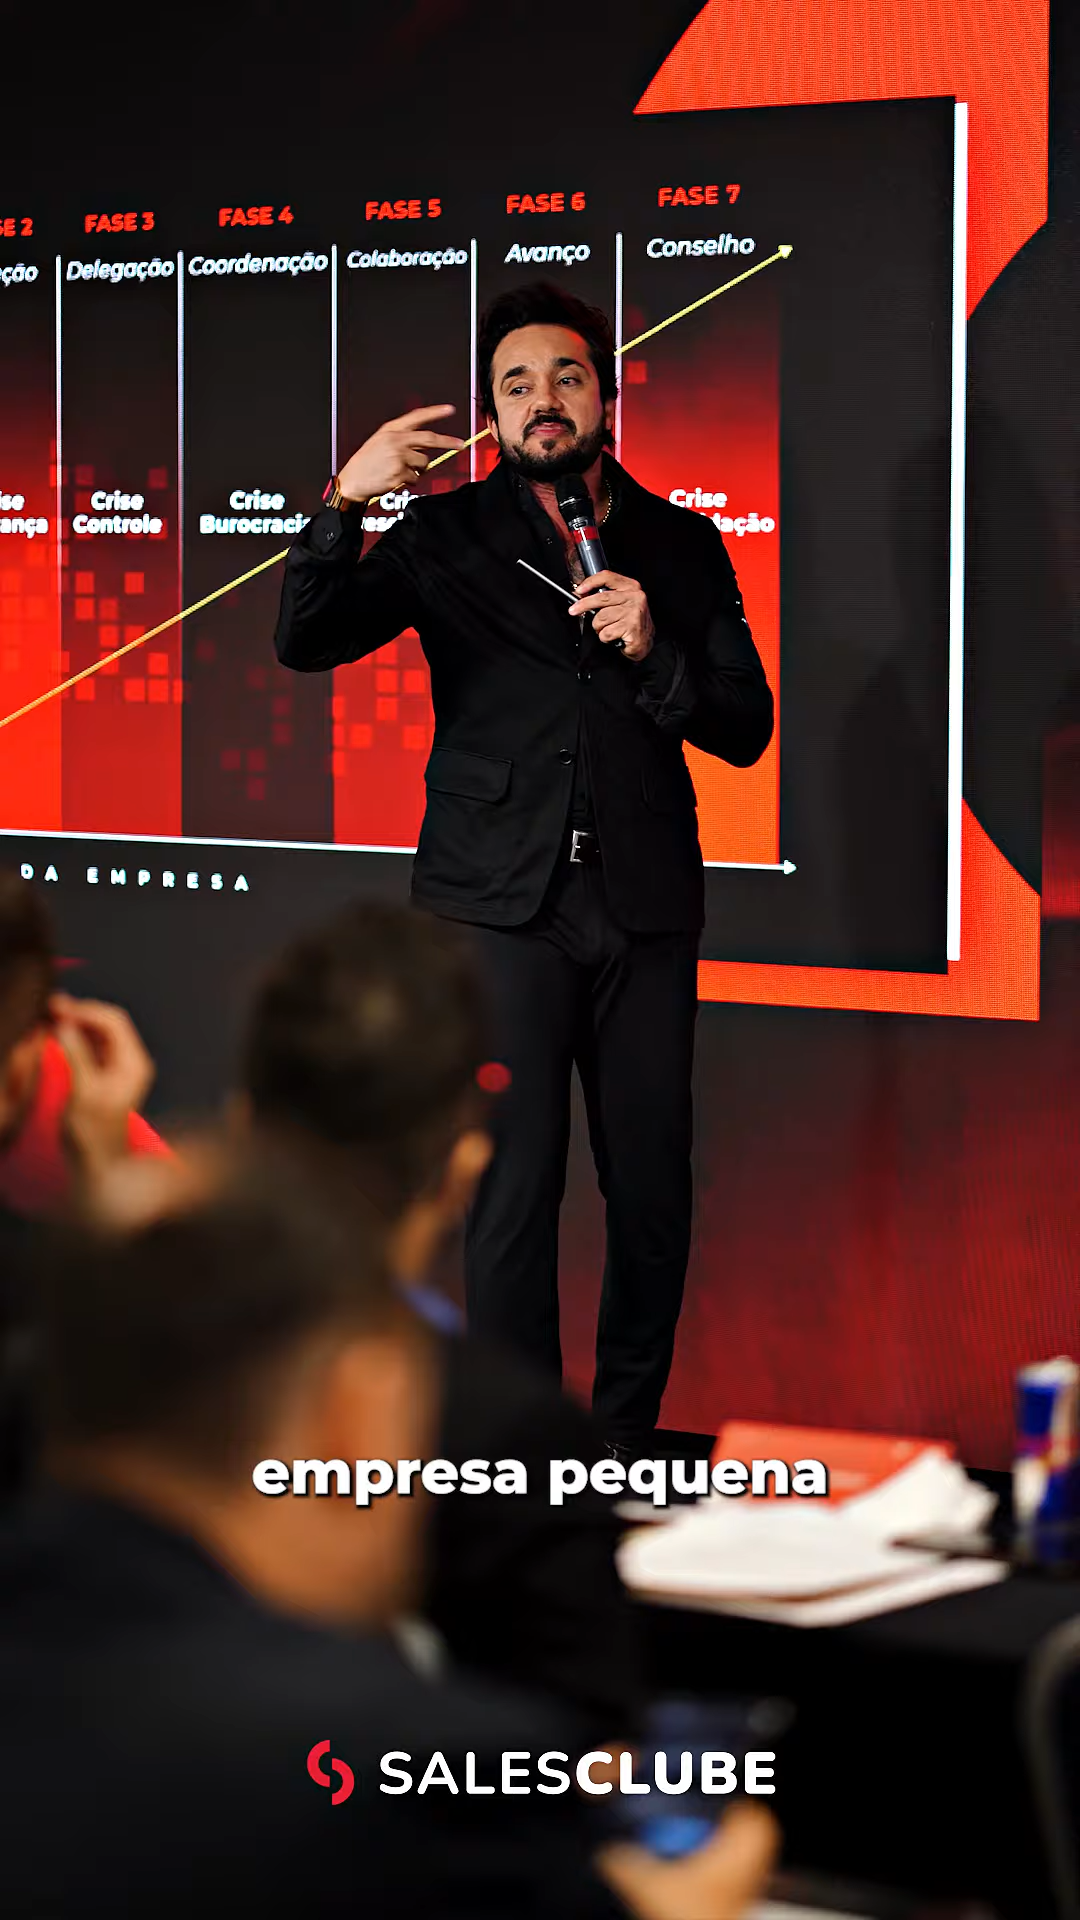 FASE 3
FASE 4
FASE 5
FASE 6
FASE 7
Delegação
Coordenação
Colaboração
Avanço
Conselho
Crise
Controle
Crise
Burocracia
Crise
DA EMPRESA
empresa pequena
SALESCLUBE